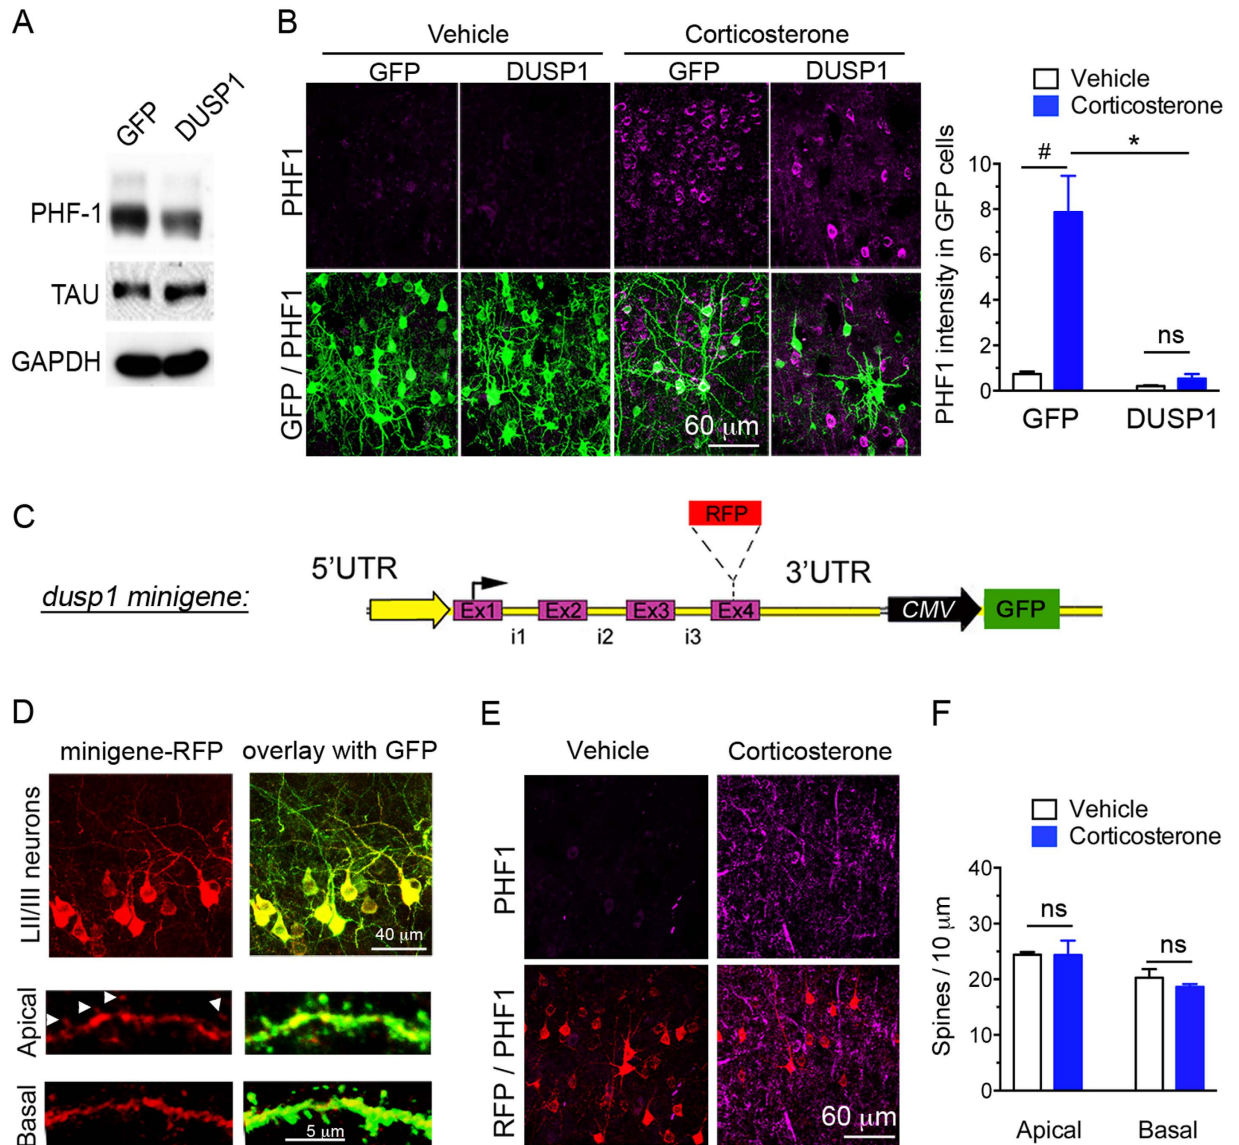 A
GFP
DUSP1
PHF-1
TAU
GAPDH
B
Vehicle
Corticosterone
GFP
DUSP1
GFP
DUSP1
PHF1
GFP / PHF1
60 μm
Vehicle
Corticosterone
PHF1 intensity in GFP cells
10
8
6
4
2
0
#
*
ns
GFP
DUSP1
C
dusp1 minigene:
RFP
5'UTR
3'UTR
Ex1
Ex2
Ex3
Ex4
CMV
GFP
i1
i2
i3
D
minigene-RFP
overlay with GFP
LII/III neurons
40 μm
Apical
Basal
5 μm
E
Vehicle
Corticosterone
PHF1
RFP / PHF1
60 μm
F
Vehicle
Corticosterone
Spines / 10 μm
40
30
20
10
0
ns
ns
Apical
Basal